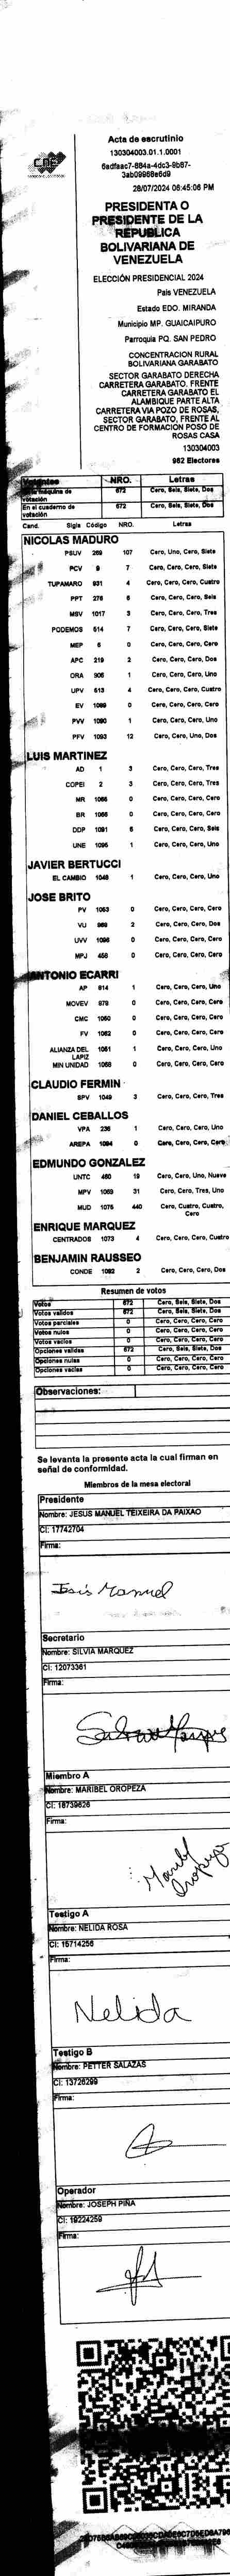 Acta de escrutinio
130304003.01.1.0001
6adfaac7-884a-4dc3-9b87-
3ab09968e6d9
28/07/2024 06:45:06 PM
PRESIDENTA O
PRESIDENTE DE LA
REPUBLICA
BOLIVARIANA DE
VENEZUELA
ELECCIÓN PRESIDENCIAL 2024
País VENEZUELA
Estado EDO. MIRANDA
Municipio MP. GUAICAIPURO
Parroquia PQ. SAN PEDRO
CONCENTRACION RURAL
BOLIVARIANA GARABATO
SECTOR GARABATO DERECHA
CARRETERA GARABATO. FRENTE
CARRETERA GARABATO EL
ALAMBIQUE PARTE ALTA
CARRETERA VIA POZO DE ROSAS,
SECTOR GARABATO, FRENTE AL
CENTRO DE FORMACION POSO DE
ROSAS CASA
130304003
962 Electores
Votantes NRO. Letras
En la máquina de votación 672 Cero, Seis, Siete, Dos
En el cuaderno de votación 672 Cero, Seis, Siete, Dos
Cand. Sigla Código NRO. Letras
NICOLAS MADURO
PSUV 269 107 Cero, Uno, Cero, Siete
PCV 9 7 Cero, Cero, Cero, Siete
TUPAMARO 931 4 Cero, Cero, Cero, Cuatro
PPT 276 6 Cero, Cero, Cero, Seis
MSV 1017 3 Cero, Cero, Cero, Tres
PODEMOS 514 7 Cero, Cero, Cero, Siete
MEP 6 0 Cero, Cero, Cero, Cero
APC 219 2 Cero, Cero, Cero, Dos
ORA 906 1 Cero, Cero, Cero, Uno
UPV 513 4 Cero, Cero, Cero, Cuatro
EV 1089 0 Cero, Cero, Cero, Cero
PVV 1090 1 Cero, Cero, Cero, Uno
PFV 1093 12 Cero, Cero, Uno, Dos
LUIS MARTINEZ
AD 1 3 Cero, Cero, Cero, Tres
COPEI 2 3 Cero, Cero, Cero, Tres
MR 1065 0 Cero, Cero, Cero, Cero
BR 1066 0 Cero, Cero, Cero, Cero
DDP 1091 6 Cero, Cero, Cero, Seis
UNE 1095 1 Cero, Cero, Cero, Uno
JAVIER BERTUCCI
EL CAMBIO 1048 1 Cero, Cero, Cero, Uno
JOSE BRITO
PV 1053 0 Cero, Cero, Cero, Cero
VU 969 2 Cero, Cero, Cero, Dos
UVV 1096 0 Cero, Cero, Cero, Cero
MPJ 458 0 Cero, Cero, Cero, Cero
ANTONIO ECARRI
AP 814 1 Cero, Cero, Cero, Uno
MOVEV 979 0 Cero, Cero, Cero, Cero
CMC 1050 0 Cero, Cero, Cero, Cero
FV 1062 0 Cero, Cero, Cero, Cero
ALIANZA DEL LAPIZ 1061 1 Cero, Cero, Cero, Uno
MIN UNIDAD 1068 0 Cero, Cero, Cero, Cero
CLAUDIO FERMIN
SPV 1049 3 Cero, Cero, Cero, Tres
DANIEL CEBALLOS
VPA 236 1 Cero, Cero, Cero, Uno
AREPA 1094 0 Cero, Cero, Cero, Cero
EDMUNDO GONZALEZ
UNTC 460 19 Cero, Cero, Uno, Nueve
MPV 1069 31 Cero, Cero, Tres, Uno
MUD 1075 440 Cero, Cuatro, Cuatro, Cero
ENRIQUE MARQUEZ
CENTRADOS 1073 4 Cero, Cero, Cero, Cuatro
BENJAMIN RAUSSEO
CONDE 1082 2 Cero, Cero, Cero, Dos
Resumen de votos
Votos 672 Cero, Seis, Siete, Dos
Votos validos 672 Cero, Seis, Siete, Dos
Votos parciales 0 Cero, Cero, Cero, Cero
Votos nulos 0 Cero, Cero, Cero, Cero
Votos vacíos 0 Cero, Cero, Cero, Cero
Opciones validas 672 Cero, Seis, Siete, Dos
Opciones nulas 0 Cero, Cero, Cero, Cero
Opciones vacias 0 Cero, Cero, Cero, Cero
Observaciones:
Se levanta la presente acta la cual firman en
señal de conformidad.
Miembros de la mesa electoral
Presidente
Nombre: JESUS MANUEL TEIXEIRA DA PAIXAO
CI: 17742704
Firma:
Jesús Manuel
Secretario
Nombre: SILVIA MARQUEZ
CI: 12073361
Firma:
Miembro A
Nombre: MARIBEL OROPEZA
CI: 16739626
Firma:
Maribel
Oropeza
Testigo A
Nombre: NELIDA ROSA
CI: 15714256
Firma:
Nelida
Testigo B
Nombre: PETTER SALAZAS
CI: 13726299
Firma:
Operador
Nombre: JOSEPH PIÑA
CI: 19224259
Firma: